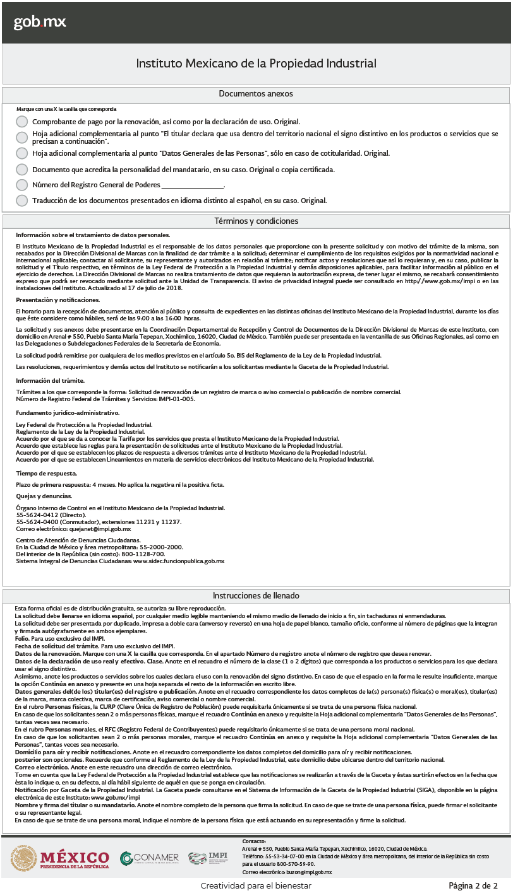 gob.mx
Instituto Mexicano de la Propiedad Industrial
Documentos anexos
Marque con una X la casilla que corresponda
Comprobante de pago por la renovación, así como por la declaración de uso. Original.
Hoja adicional complementaria al punto "El titular declara que usa dentro del territorio nacional el signo distintivo en los productos o servicios que se
precisan a continuación".
Hoja adicional complementaria al punto "Datos Generales de las Personas", sólo en caso de cotitularidad. Original.
Documento que acredita la personalidad del mandatario, en su caso. Original o copia certificada.
Número del Registro General de Poderes ____________________.
Traducción de los documentos presentados en idioma distinto al español, en su caso. Original.
Términos y condiciones
Información sobre el tratamiento de datos personales.
El Instituto Mexicano de la Propiedad Industrial es el responsable de los datos personales que proporcione con la presente solicitud y con motivo del trámite de la misma, son
recabados por la Dirección Divisional de Marcas con la finalidad de dar trámite a la solicitud; determinar el cumplimiento de los requisitos exigidos por la normatividad nacional e
internacional aplicable; contactar al solicitante, su representante y autorizados en relación al trámite; notificar actos y resoluciones que así lo requieran y, en su caso, publicar la
solicitud y el Título respectivo, en términos de la Ley Federal de Protección a la Propiedad Industrial y demás disposiciones aplicables, para facilitar información al público en el
ejercicio de derechos. La Dirección Divisional de Marcas no realiza tratamiento de datos que requieran la autorización expresa, de tener lugar el mismo, se recabará consentimiento
expreso que podrá ser revocado mediante solicitud ante la Unidad de Transparencia. El aviso de privacidad integral puede ser consultado en http://www.gob.mx/impi o en las
instalaciones del Instituto. Actualizado al 17 de julio de 2018.
Presentación y notificaciones.
El horario para la recepción de documentos, atención al público y consulta de expedientes en las distintas oficinas del Instituto Mexicano de la Propiedad Industrial, durante los días
que éste considere como hábiles, será de las 9:00 a las 16:00 horas.
La solicitud y sus anexos debe presentarse en la Coordinación Departamental de Recepción y Control de Documentos de la Dirección Divisional de Marcas de este Instituto, con
domicilio en Arenal # 550, Pueblo Santa María Tepepan, Xochimilco, 16020, Ciudad de México. También puede ser presentada en la ventanilla de sus Oficinas Regionales, así como en
las Delegaciones o Subdelegaciones Federales de la Secretaría de Economía.
La solicitud podrá remitirse por cualquiera de los medios previstos en el artículo 5o. BIS del Reglamento de la Ley de la Propiedad Industrial.
Las resoluciones, requerimientos y demás actos del Instituto se notificarán a los solicitantes mediante la Gaceta de la Propiedad Industrial.
Información del trámite.
Trámites a los que corresponde la forma: Solicitud de renovación de un registro de marca o aviso comercial o publicación de nombre comercial.
Número de Registro Federal de Trámites y Servicios: IMPI-01-005.
Fundamento jurídico-administrativo.
Ley Federal de Protección a la Propiedad Industrial.
Reglamento de la Ley de la Propiedad Industrial.
Acuerdo por el que se da a conocer la Tarifa por los servicios que presta el Instituto Mexicano de la Propiedad Industrial.
Acuerdo que establece las reglas para la presentación de solicitudes ante el Instituto Mexicano de la Propiedad Industrial.
Acuerdo por el que se establecen los plazos de respuesta a diversos trámites ante el Instituto Mexicano de la Propiedad Industrial.
Acuerdo por el que se establecen Lineamientos en materia de servicios electrónicos del Instituto Mexicano de la Propiedad Industrial.
Tiempo de respuesta.
Plazo de primera respuesta: 4 meses. No aplica la negativa ni la positiva ficta.
Quejas y denuncias.
Órgano Interno de Control en el Instituto Mexicano de la Propiedad Industrial.
55-5624-0412 (Directo).
55-5624-0400 (Conmutador), extensiones 11231 y 11237.
Correo electrónico: quejanet@impi.gob.mx
Centro de Atención de Denuncias Ciudadanas.
En la Ciudad de México y área metropolitana: 55-2000-2000.
Del interior de la República (sin costo): 800-1128-700.
Sistema Integral de Denuncias Ciudadanas www.sidec.funcionpublica.gob.mx
Instrucciones de llenado
Esta forma oficial es de distribución gratuita, se autoriza su libre reproducción.
La solicitud debe llenarse en idioma español, por cualquier medio legible manteniendo el mismo medio de llenado de inicio a fin, sin tachaduras ni enmendaduras.
La solicitud debe ser presentada por duplicado, impresa a doble cara (anverso y reverso) en una hoja de papel blanco, tamaño oficio, conforme al número de páginas que la integran
y firmada autógrafamente en ambos ejemplares.
Folio. Para uso exclusivo del IMPI.
Fecha de solicitud del trámite. Para uso exclusivo del IMPI.
Datos de la renovación. Marque con una X la casilla que corresponda. En el apartado Número de registro anote el número de registro que desea renovar.
Datos de la declaración de uso real y efectivo. Clase. Anote en el recuadro el número de la clase (1 o 2 dígitos) que corresponda a los productos o servicios para los que declara
usar el signo distintivo.
Asimismo, anote los productos o servicios sobre los cuales declara el uso con la renovación del signo distintivo. En caso de que el espacio en la forma le resulte insuficiente, marque
la opción Continúa en anexo y presente en una hoja separada el resto de la información en escrito libre.
Datos generales del(de los) titular(es) del registro o publicación. Anote en el recuadro correspondiente los datos completos de la(s) persona(s) física(s) o moral(es), titular(es)
de la marca, marca colectiva, marca de certificación, aviso comercial o nombre comercial.
En el rubro Personas físicas, la CURP (Clave Única de Registro de Población) puede requisitarla únicamente si se trata de una persona física nacional.
En caso de que los solicitantes sean 2 o más personas físicas, marque el recuadro Continúa en anexo y requisite la Hoja adicional complementaria "Datos Generales de las Personas",
tantas veces sea necesario.
En el rubro Personas morales, el RFC (Registro Federal de Contribuyentes) puede requisitarlo únicamente si se trata de una persona moral nacional.
En caso de que los solicitantes sean 2 o más personas morales, marque el recuadro Continúa en anexo y requisite la Hoja adicional complementaria "Datos Generales de las
Personas", tantas veces sea necesario.
Domicilio para oír y recibir notificaciones. Anote en el recuadro correspondiente los datos completos del domicilio para oír y recibir notificaciones.
posterior son opcionales. Recuerde que conforme al Reglamento de la Ley de la Propiedad Industrial, este domicilio debe ubicarse dentro del territorio nacional.
Correo electrónico. Anote en este recuadro una dirección de correo electrónico.
Tome en cuenta que la Ley Federal de Protección a la Propiedad Industrial establece que las notificaciones se realizarán a través de la Gaceta y éstas surtirán efectos en la fecha que
ésta lo indique o, en su defecto, al día hábil siguiente de aquél en que se ponga en circulación.
Notificación por Gaceta de la Propiedad Industrial. La Gaceta puede consultarse en el Sistema de Información de la Gaceta de la Propiedad Industrial (SIGA), disponible en la página
electrónica de este Instituto: www.gob.mx/impi
Nombre y firma del titular o su mandatario. Anote el nombre completo de la persona que firma la solicitud. En caso de que se trate de una persona física, puede firmar el solicitante
o su representante legal.
En caso de que se trate de una persona moral, indique el nombre de la persona física que está actuando en su representación y firme la solicitud.
MÉXICO
GOBIERNO DE LA REPÚBLICA
CONAMER
IMPI
Contacto:
Arenal # 550, Pueblo Santa María Tepepan, Xochimilco, 16020, Ciudad de México.
Teléfono: 55-53-34-07-00 en la Ciudad de México y área metropolitana, del interior de la República sin costo
para el usuario 800-570-59-90.
Correo electrónico: buzon@impi.gob.mx
Creatividad para el bienestar
Página 2 de 2